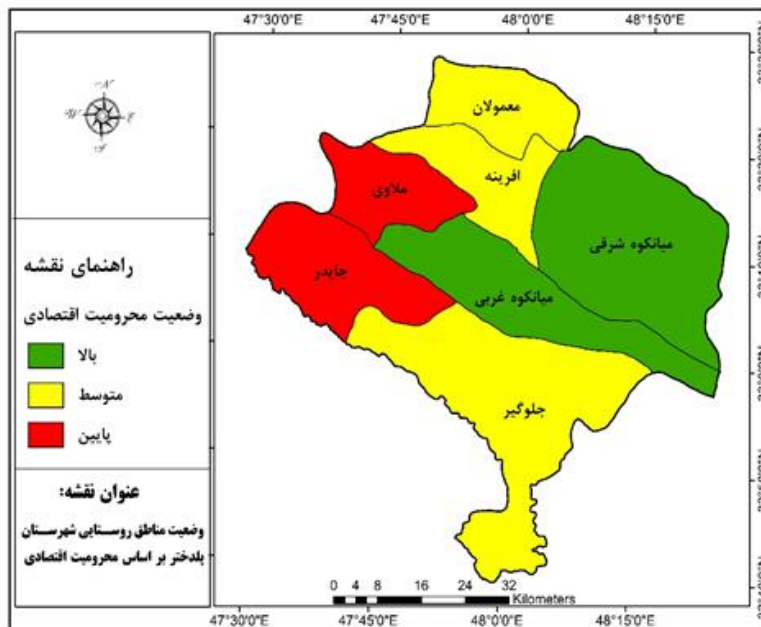 47°30'0"E 47°45'0"E 48°0'0"E 48°15'0"E
N
W
E
S
معمولان
افرینه
ملاوی
میانکوه شرقی
جایدر
میانکوه غربی
جلوگیر
راهنمای نقشه
وضعیت محرومیت اقتصادی
بالا
متوسط
پایین
عنوان نقشه:
وضعیت مناطق روستایی شهرستان
پلدختر بر اساس محرومیت اقتصادی
0 4 8 16 24 32
Kilometers
47°30'0"E 47°45'0"E 48°0'0"E 48°15'0"E